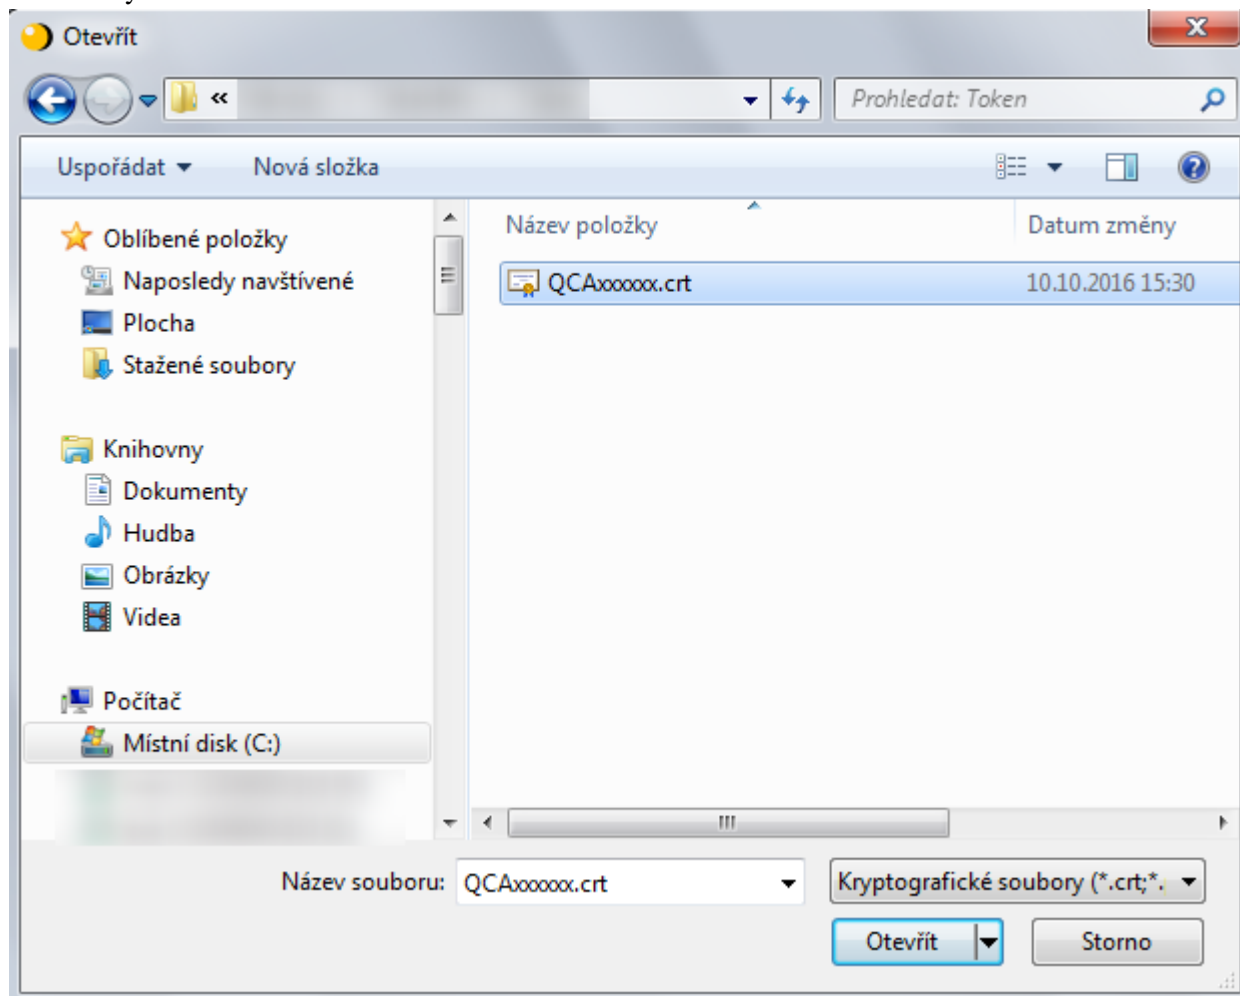 Otevřít
x
«
Prohledat: Token
Uspořádat
Nová složka
Název položky
Datum změny
Oblíbené položky
Naposledy navštívené
Plocha
Stažené soubory
QCAxxxxxx.crt
10.10.2016 15:30
Knihovny
Dokumenty
Hudba
Obrázky
Videa
Počítač
Místní disk (C:)
Název souboru:
QCAxxxxxx.crt
Kryptografické soubory (*.crt;*.
Otevřít
Storno